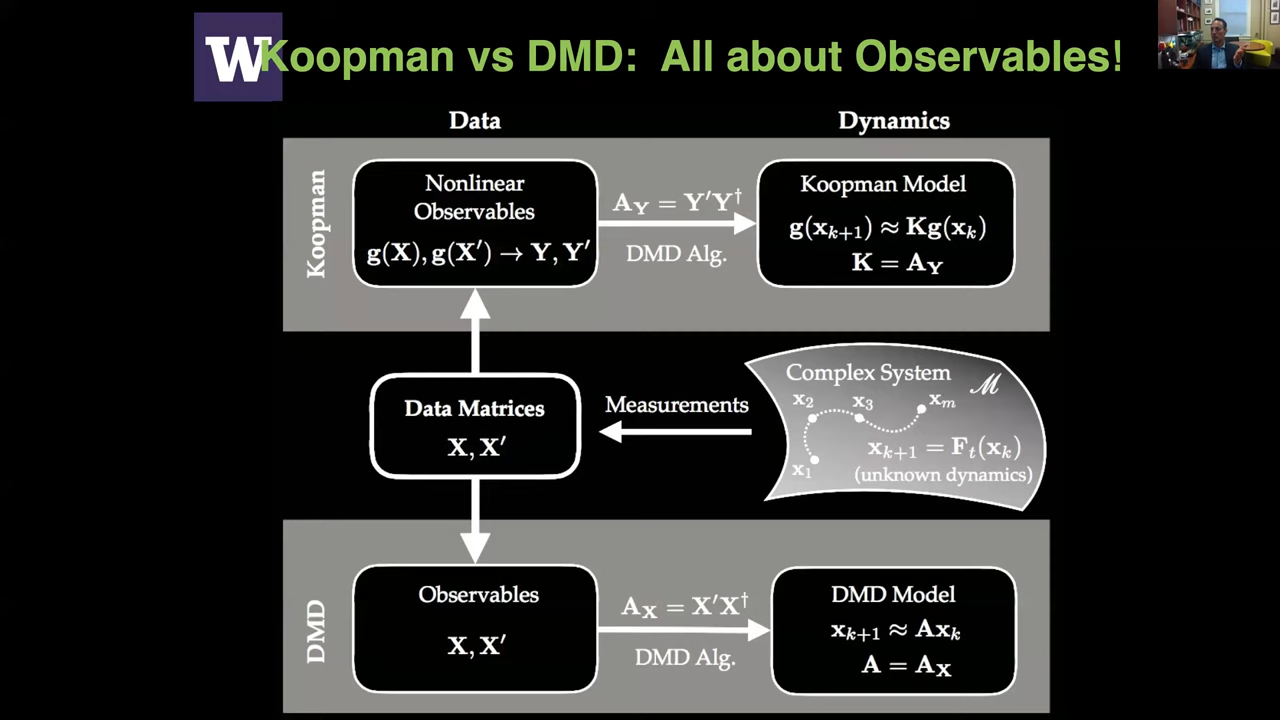 W
Koopman vs DMD: All about Observables!
Data
Dynamics
Koopman
Nonlinear
Observables
g(X), g(X′) → Y, Y′
A_Y = Y′Y†
DMD Alg.
Koopman Model
g(x_{k+1}) ≈ Kg(x_k)
K = A_Y
Data Matrices
X, X′
Measurements
Complex System
ℳ
x_2
x_3
x_m
x_1
x_{k+1} = F_t(x_k)
(unknown dynamics)
DMD
Observables
X, X′
A_X = X′X†
DMD Alg.
DMD Model
x_{k+1} ≈ Ax_k
A = A_X